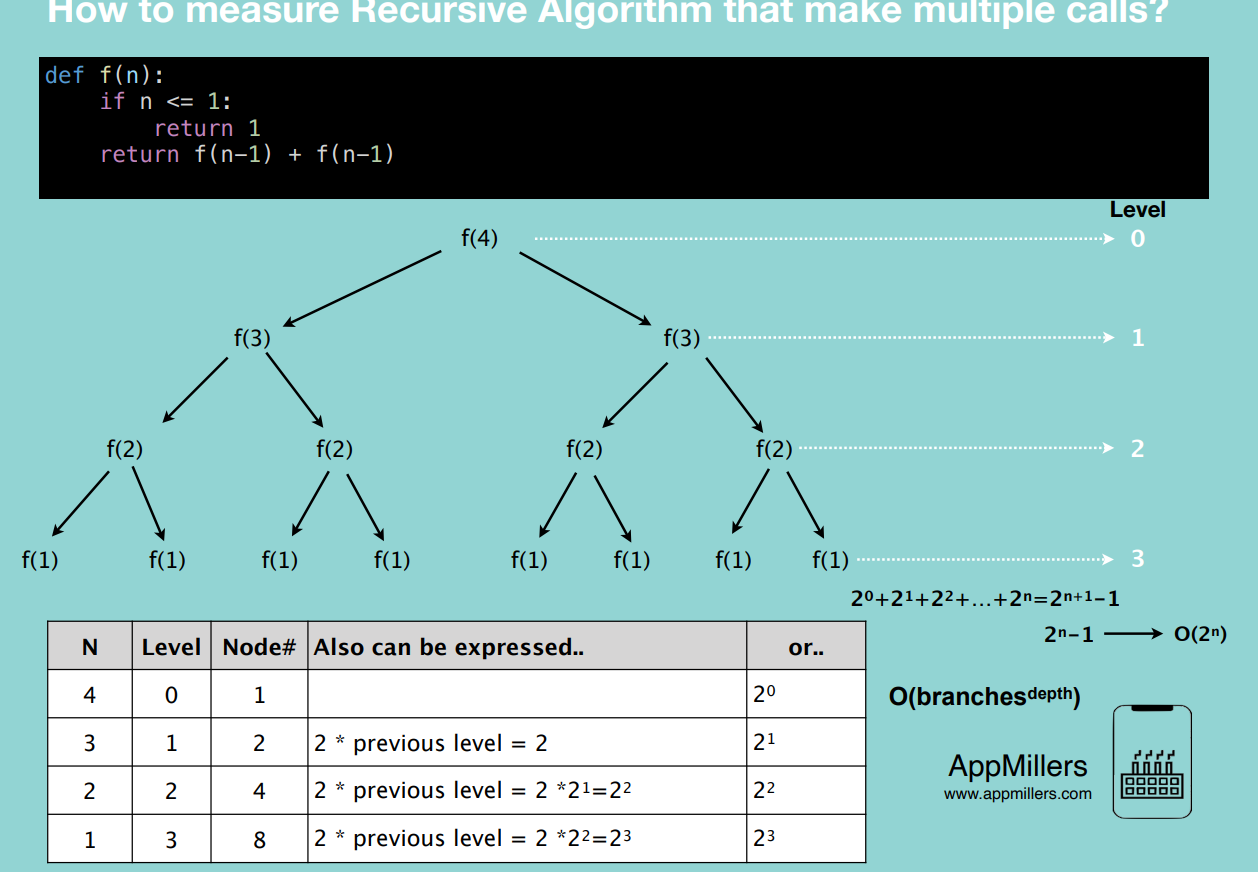 How to measure Recursive Algorithm that make multiple calls?
def f(n):
    if n <= 1:
        return 1
    return f(n-1) + f(n-1)
Level
f(4) 0
f(3) f(3) 1
f(2) f(2) f(2) f(2) 2
f(1) f(1) f(1) f(1) f(1) f(1) f(1) f(1) 3
2⁰+2¹+2²+...+2ⁿ=2ⁿ⁺¹-1
2ⁿ-1 O(2ⁿ)
N Level Node# Also can be expressed.. or..
4 0 1 2⁰
3 1 2 2 * previous level = 2 2¹
2 2 4 2 * previous level = 2 *2¹=2² 2²
1 3 8 2 * previous level = 2 *2²=2³ 2³
O(branchesᵈᵉᵖᵗʰ)
AppMillers
www.appmillers.com